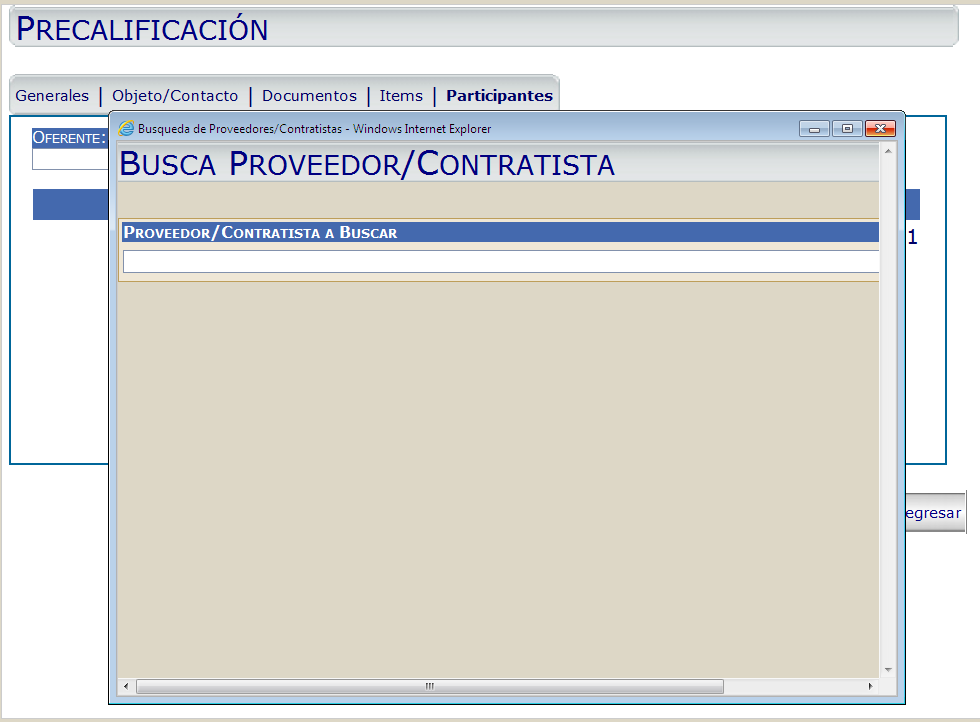 PRECALIFICACIÓN
Generales | Objeto/Contacto | Documentos | Items | Participantes
OFERENTE:
Busqueda de Proveedores/Contratistas - Windows Internet Explorer
BUSCA PROVEEDOR/CONTRATISTA
PROVEEDOR/CONTRATISTA A BUSCAR
1
egresar